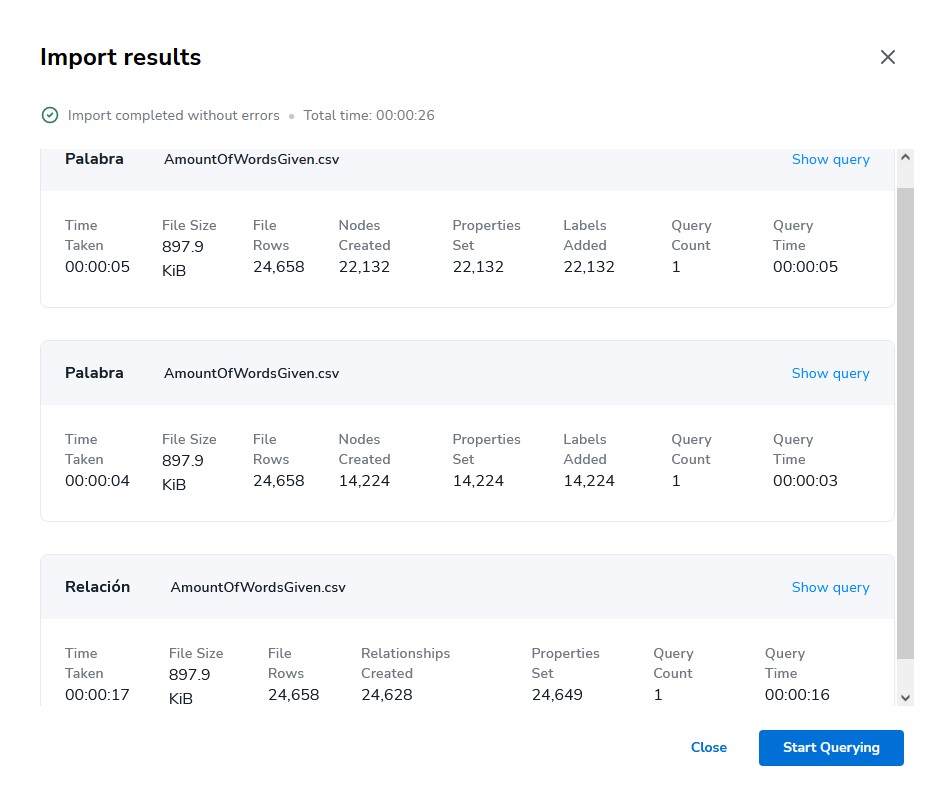 Import results
Import completed without errors • Total time: 00:00:26
Palabra AmountOfWordsGiven.csv Show query
Time File Size File Nodes Properties Labels Query Query
Taken 897.9 Rows Created Set Added Count Time
00:00:05 KiB 24,658 22,132 22,132 22,132 1 00:00:05
Palabra AmountOfWordsGiven.csv Show query
Time File Size File Nodes Properties Labels Query Query
Taken 897.9 Rows Created Set Added Count Time
00:00:04 KiB 24,658 14,224 14,224 14,224 1 00:00:03
Relación AmountOfWordsGiven.csv Show query
Time File Size File Relationships Properties Query Query
Taken 897.9 Rows Created Set Count Time
00:00:17 KiB 24,658 24,628 24,649 1 00:00:16
Close Start Querying